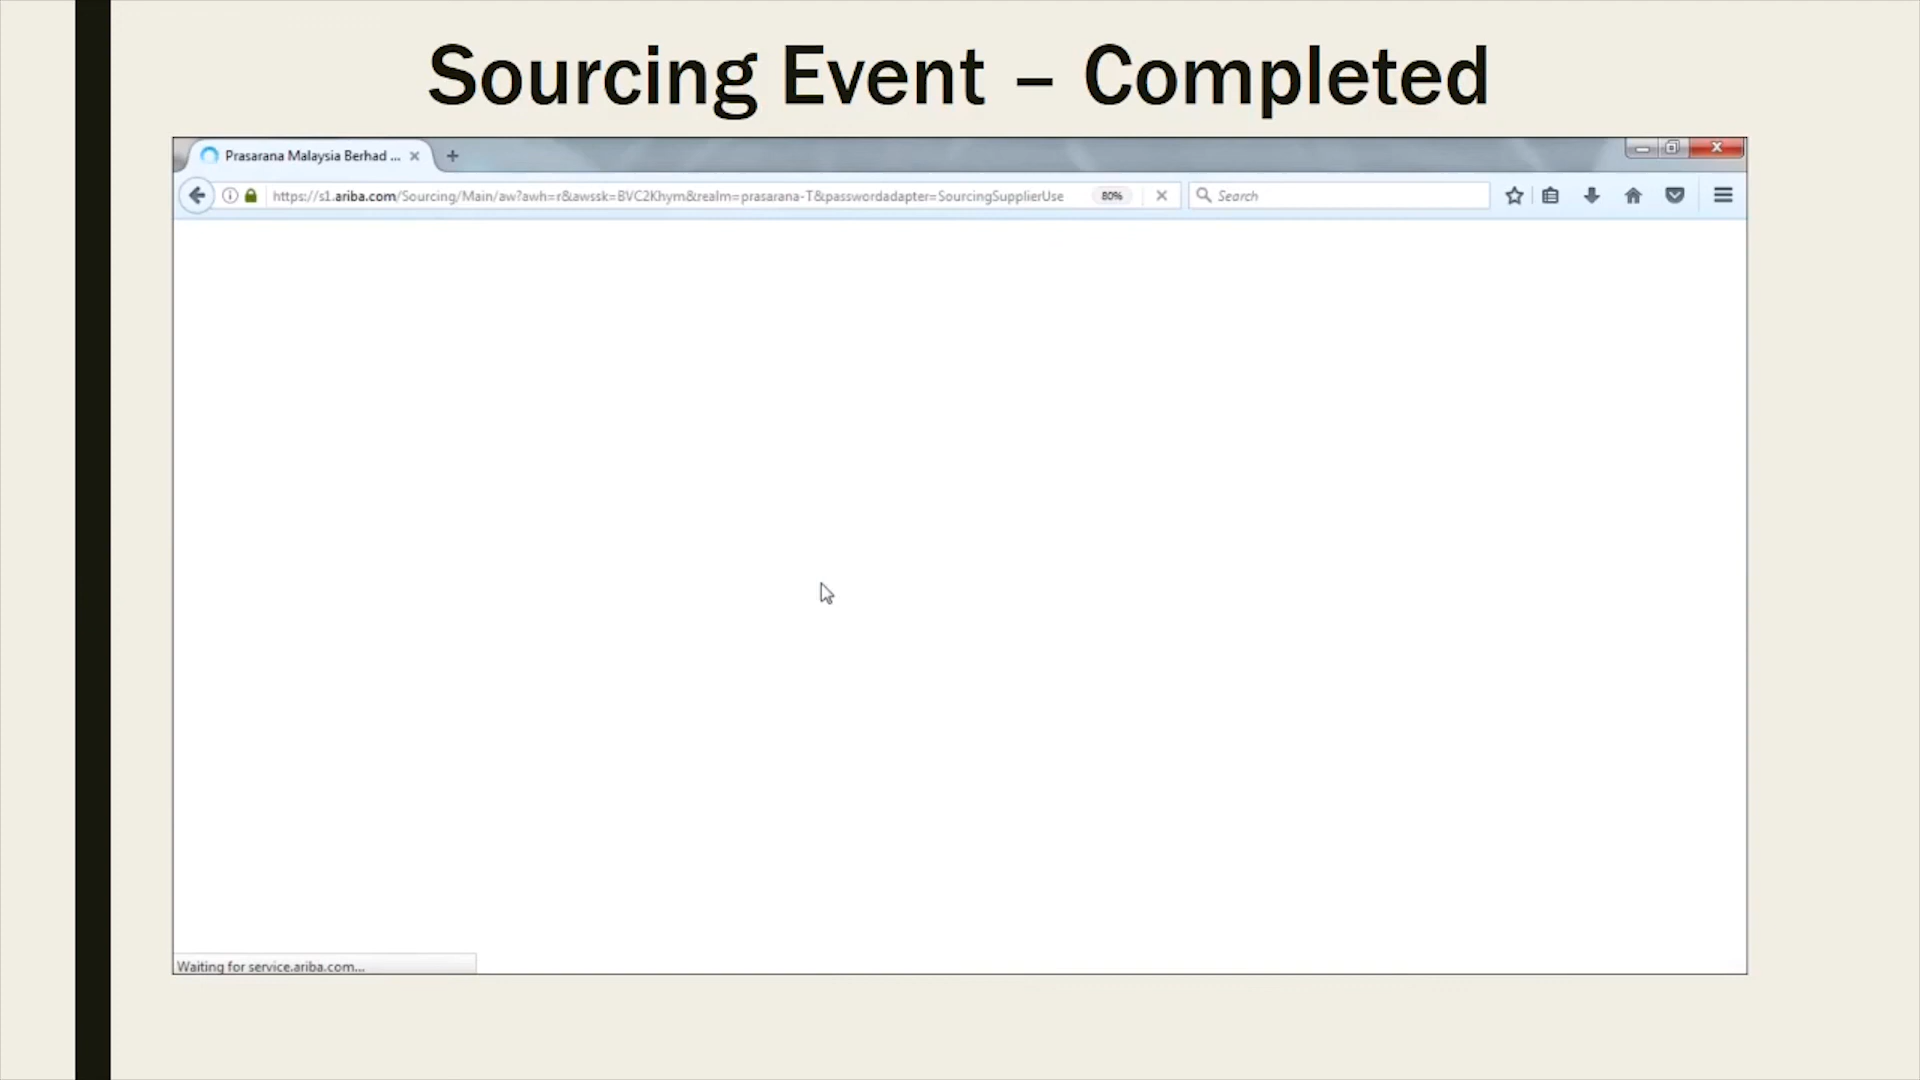 Sourcing Event – Completed
Prasarana Malaysia Berhad ...
https://s1.ariba.com/Sourcing/Main/aw?awh=r&awssk=BVC2Khym&realm=prasarana-T&passwordadapter=SourcingSupplierUse
80%
Search
Waiting for service.ariba.com...